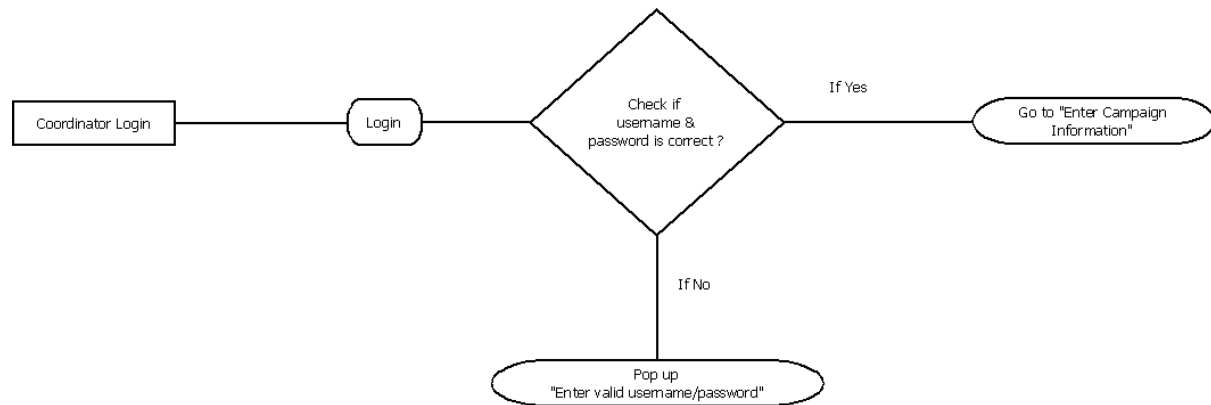 Coordinator Login
Login
Check if
username &
password is correct ?
If Yes
Go to "Enter Campaign
Information"
If No
Pop up
"Enter valid username/password"